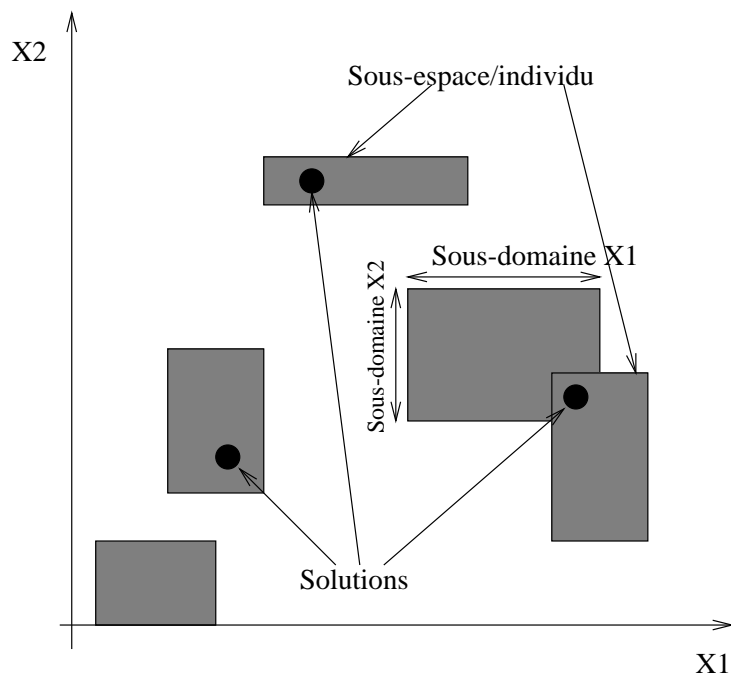 X2
Sous-espace/individu
Sous-domaine X1
Sous-domaine X2
Solutions
X1